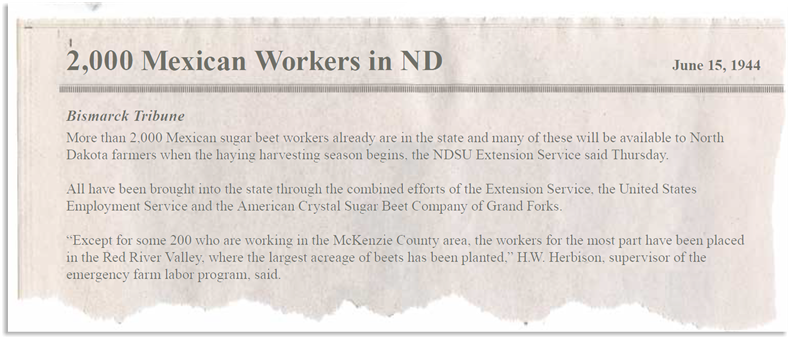 2,000 Mexican Workers in ND
June 15, 1944
Bismarck Tribune
More than 2,000 Mexican sugar beet workers already are in the state and many of these will be available to North
Dakota farmers when the haying harvesting season begins, the NDSU Extension Service said Thursday.
All have been brought into the state through the combined efforts of the Extension Service, the United States
Employment Service and the American Crystal Sugar Beet Company of Grand Forks.
“Except for some 200 who are working in the McKenzie County area, the workers for the most part have been placed
in the Red River Valley, where the largest acreage of beets has been planted,” H.W. Herbison, supervisor of the
emergency farm labor program, said.